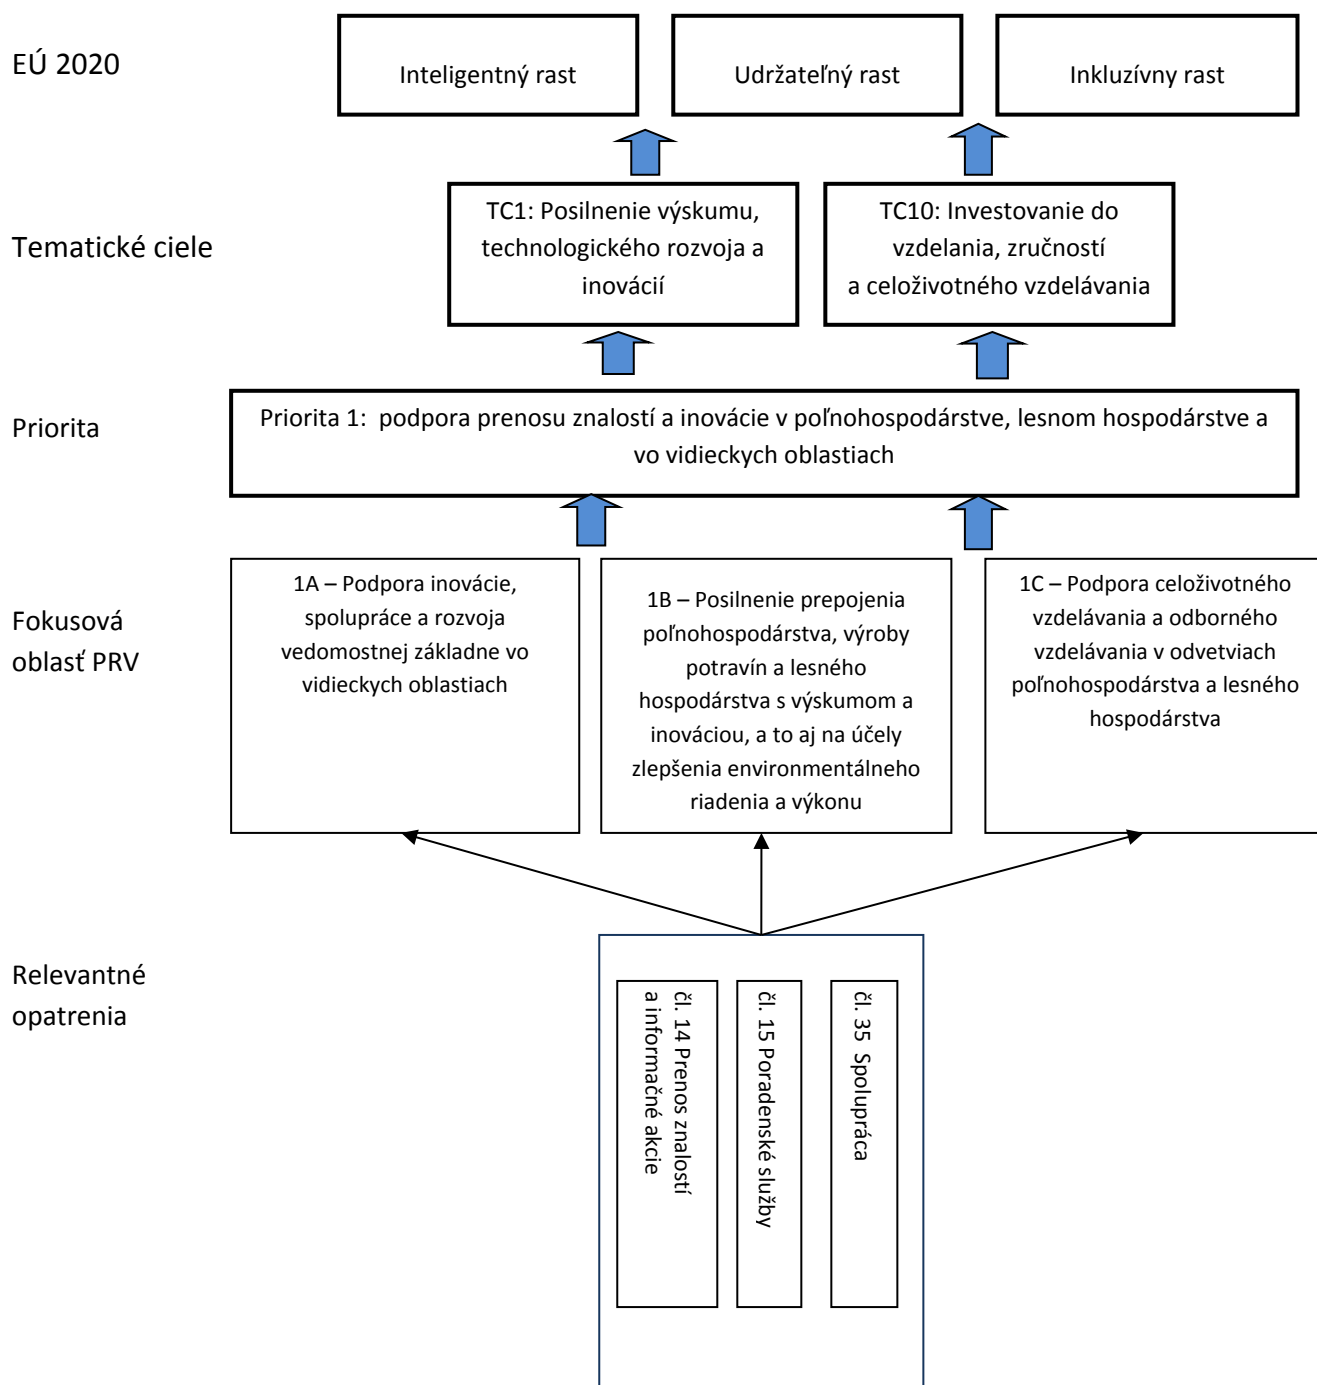 EÚ 2020
Inteligentný rast
Udržateľný rast
Inkluzívny rast
Tematické ciele
TC1: Posilnenie výskumu,
technologického rozvoja a
inovácií
TC10: Investovanie do
vzdelania, zručností
a celoživotného vzdelávania
Priorita
Priorita 1:  podpora prenosu znalostí a inovácie v poľnohospodárstve, lesnom hospodárstve a
vo vidieckych oblastiach
Fokusová
oblasť PRV
1A – Podpora inovácie,
spolupráce a rozvoja
vedomostnej základne vo
vidieckych oblastiach
1B – Posilnenie prepojenia
poľnohospodárstva, výroby
potravín a lesného
hospodárstva s výskumom a
inováciou, a to aj na účely
zlepšenia environmentálneho
riadenia a výkonu
1C – Podpora celoživotného
vzdelávania a odborného
vzdelávania v odvetviach
poľnohospodárstva a lesného
hospodárstva
Relevantné
opatrenia
čl. 14 Prenos znalostí
a informačné akcie
čl. 15 Poradenské služby
čl. 35  Spolupráca